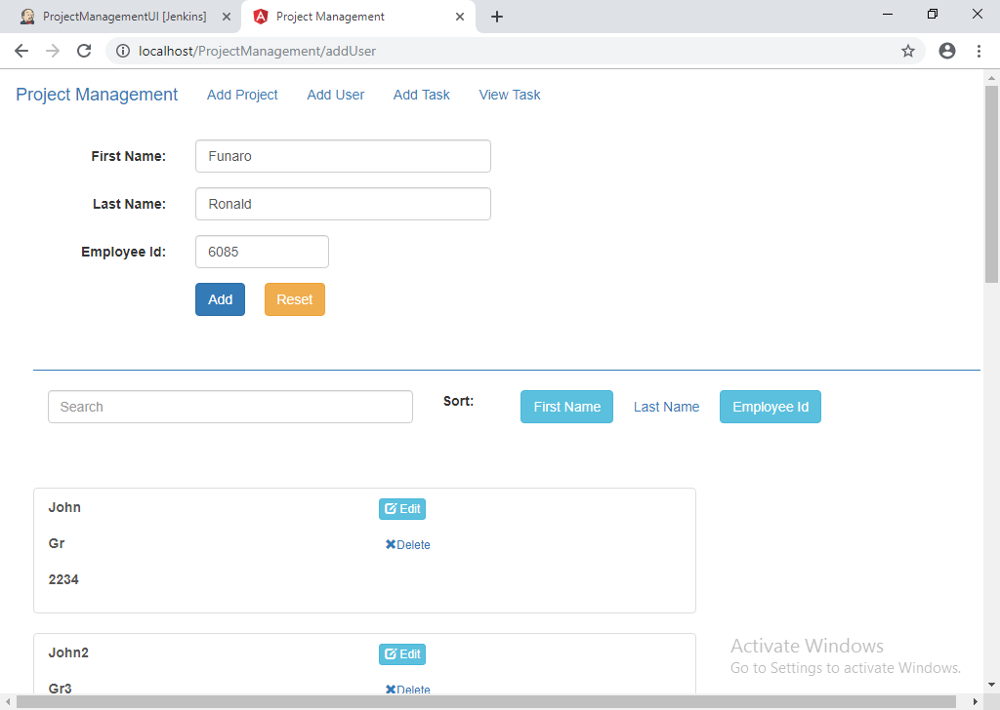 ProjectManagementUI [Jenkins]
Project Management
localhost/ProjectManagement/addUser
Project Management Add Project Add User Add Task View Task
First Name: Funaro
Last Name: Ronald
Employee Id: 6085
Add Reset
Search Sort: First Name Last Name Employee Id
John Edit
Gr Delete
2234
John2 Edit
Gr3 Delete
Activate Windows
Go to Settings to activate Windows.